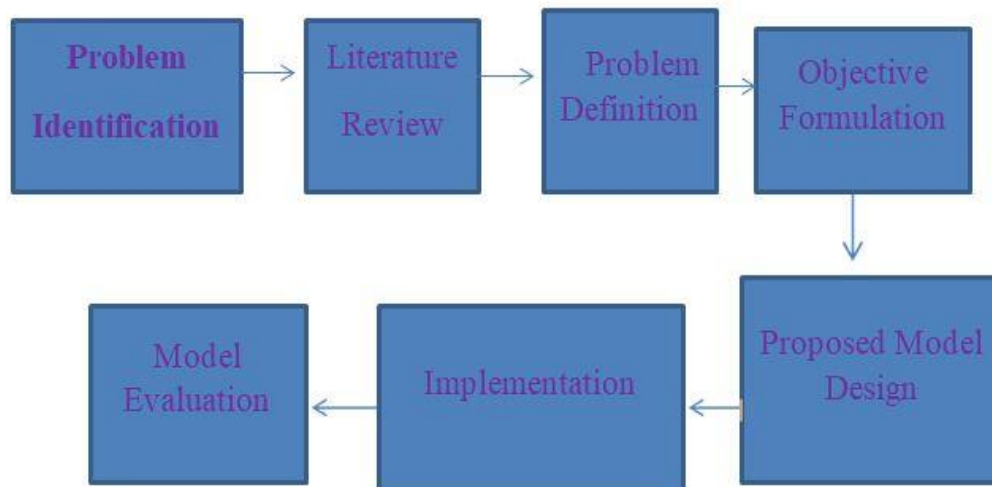 Problem
Identification
Literature
Review
Problem
Definition
Objective
Formulation
Proposed Model
Design
Implementation
Model
Evaluation